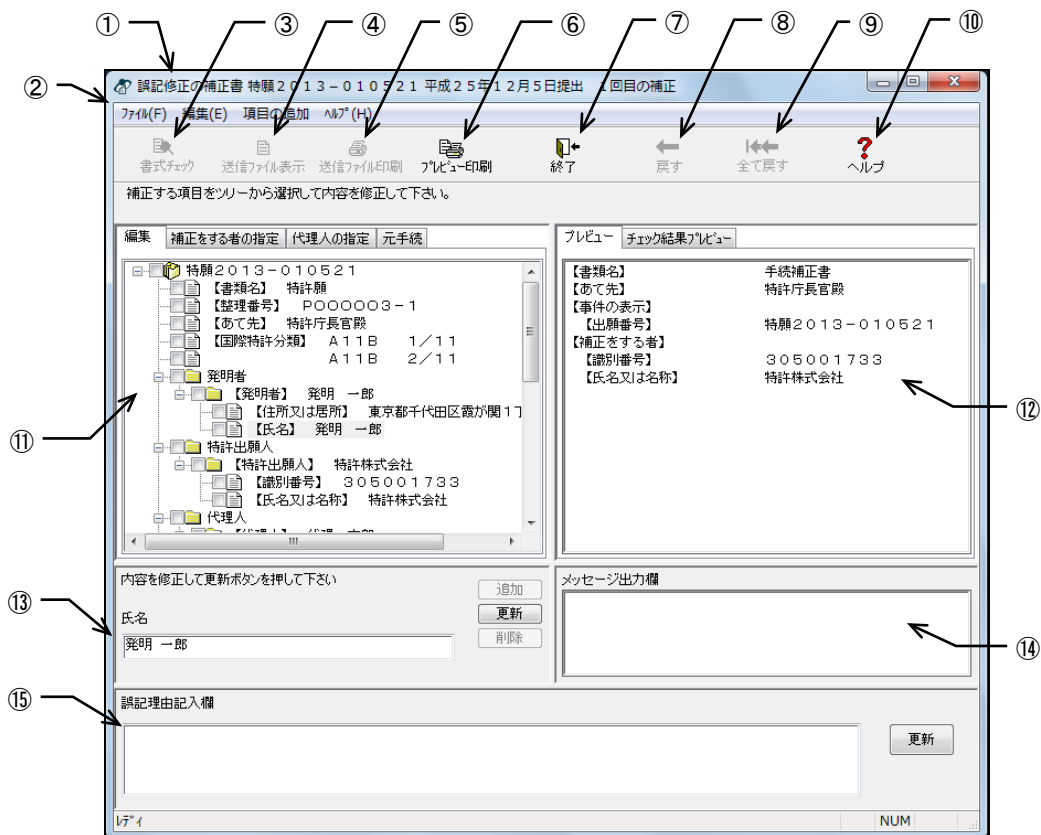 ① ③ ④ ⑤ ⑥ ⑦ ⑧ ⑨ ⑩
②
誤記修正の補正書 特願2013-010521 平成25年12月5日提出 1回目の補正
ファイル(F) 編集(E) 項目の追加 ヘルプ(H)
書式チェック 送信ファイル表示 送信ファイル印刷 プレビュー印刷 終了 戻す 全て戻す ヘルプ
補正する項目をツリーから選択して内容を修正して下さい。
編集 補正をする者の指定 代理人の指定 元手続
特願2013-010521
【書類名】 特許願
【整理番号】 P000003-1
【あて先】 特許庁長官殿
【国際特許分類】 A11B 1/11
A11B 2/11
発明者
【発明者】 発明 一郎
【住所又は居所】 東京都千代田区霞が関1丁
【氏名】 発明 一郎
特許出願人
【特許出願人】 特許株式会社
【識別番号】 305001733
【氏名又は名称】 特許株式会社
代理人
⑪
プレビュー チェック結果プレビュー
【書類名】 手続補正書
【あて先】 特許庁長官殿
【事件の表示】
【出願番号】 特願2013-010521
【補正をする者】
【識別番号】 305001733
【氏名又は名称】 特許株式会社
⑫
内容を修正して更新ボタンを押して下さい
追加
更新
削除
⑬
氏名
発明 一郎
メッセージ出力欄
⑭
⑮
誤記理由記入欄
更新
レディ NUM